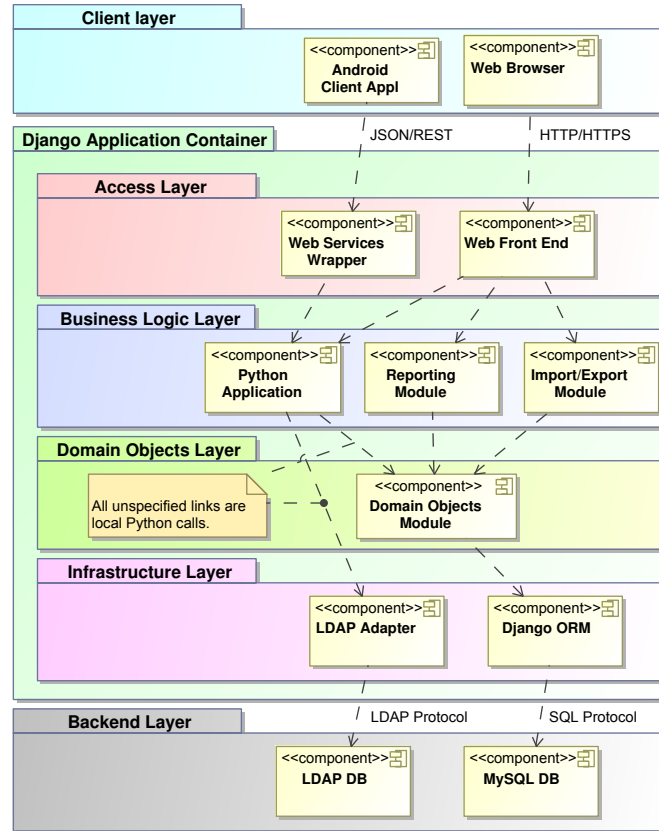 Client layer
<<component>>
Android
Client Appl
<<component>>
Web Browser
Django Application Container
JSON/REST
HTTP/HTTPS
Access Layer
<<component>>
Web Services
Wrapper
<<component>>
Web Front End
Business Logic Layer
<<component>>
Python
Application
<<component>>
Reporting
Module
<<component>>
Import/Export
Module
Domain Objects Layer
All unspecified links are
local Python calls.
<<component>>
Domain Objects
Module
Infrastructure Layer
<<component>>
LDAP Adapter
<<component>>
Django ORM
Backend Layer
LDAP Protocol
SQL Protocol
<<component>>
LDAP DB
<<component>>
MySQL DB